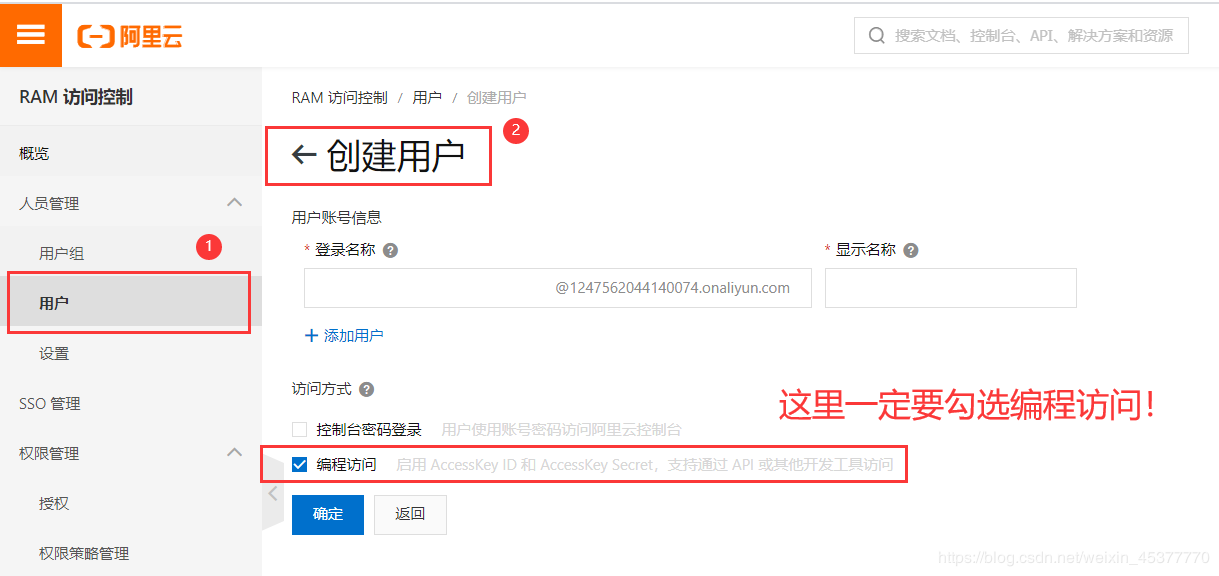 阿里云
搜索文档、控制台、API、解决方案和资源
RAM 访问控制
概览
人员管理
用户组
1
用户
设置
SSO 管理
权限管理
授权
权限策略管理
RAM 访问控制 / 用户 / 创建用户
2
← 创建用户
用户账号信息
* 登录名称 ?
* 显示名称 ?
@1247562044140074.onaliyun.com
+ 添加用户
访问方式 ?
这里一定要勾选编程访问!
控制台密码登录 用户使用账号密码访问阿里云控制台
编程访问 启用 AccessKey ID 和 AccessKey Secret，支持通过 API 或其他开发工具访问
确定 返回
https://blog.csdn.net/weixin_45377770